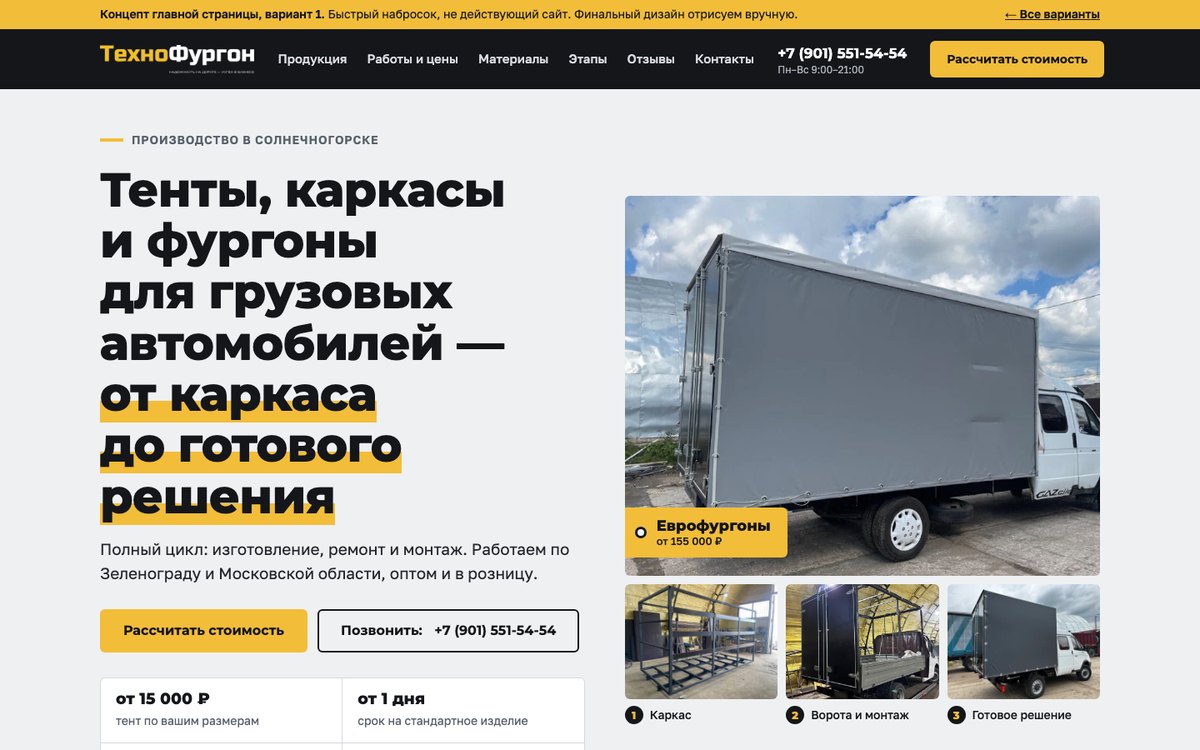 Концепт главной страницы, вариант 1. Быстрый набросок, не действующий сайт. Финальный дизайн отрисуем вручную.
← Все варианты
ТехноФургон
Продукция
Работы и цены
Материалы
Этапы
Отзывы
Контакты
+7 (901) 551-54-54
Пн–Вс 9:00–21:00
Рассчитать стоимость
ПРОИЗВОДСТВО В СОЛНЕЧНОГОРСКЕ
Тенты, каркасы
и фургоны
для грузовых
автомобилей —
от каркаса
до готового
решения
Полный цикл: изготовление, ремонт и монтаж. Работаем по
Зеленограду и Московской области, оптом и в розницу.
Рассчитать стоимость
Позвонить: +7 (901) 551-54-54
от 15 000 ₽
тент по вашим размерам
от 1 дня
срок на стандартное изделие
Еврофургоны
от 155 000 ₽
1 Каркас
2 Ворота и монтаж
3 Готовое решение